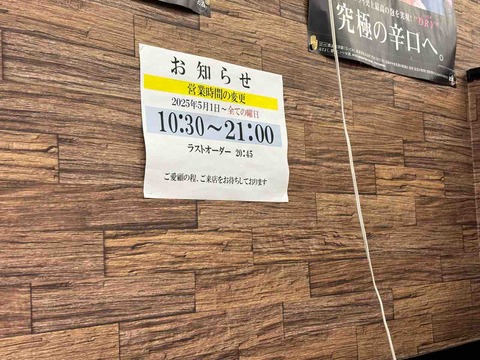 お知らせ
営業時間の変更
2025年5月1日～全ての曜日
10:30～21:00
ラストオーダー 20:45
ご愛顧の程、ご来店をお待ちしております
究極の辛口へ。